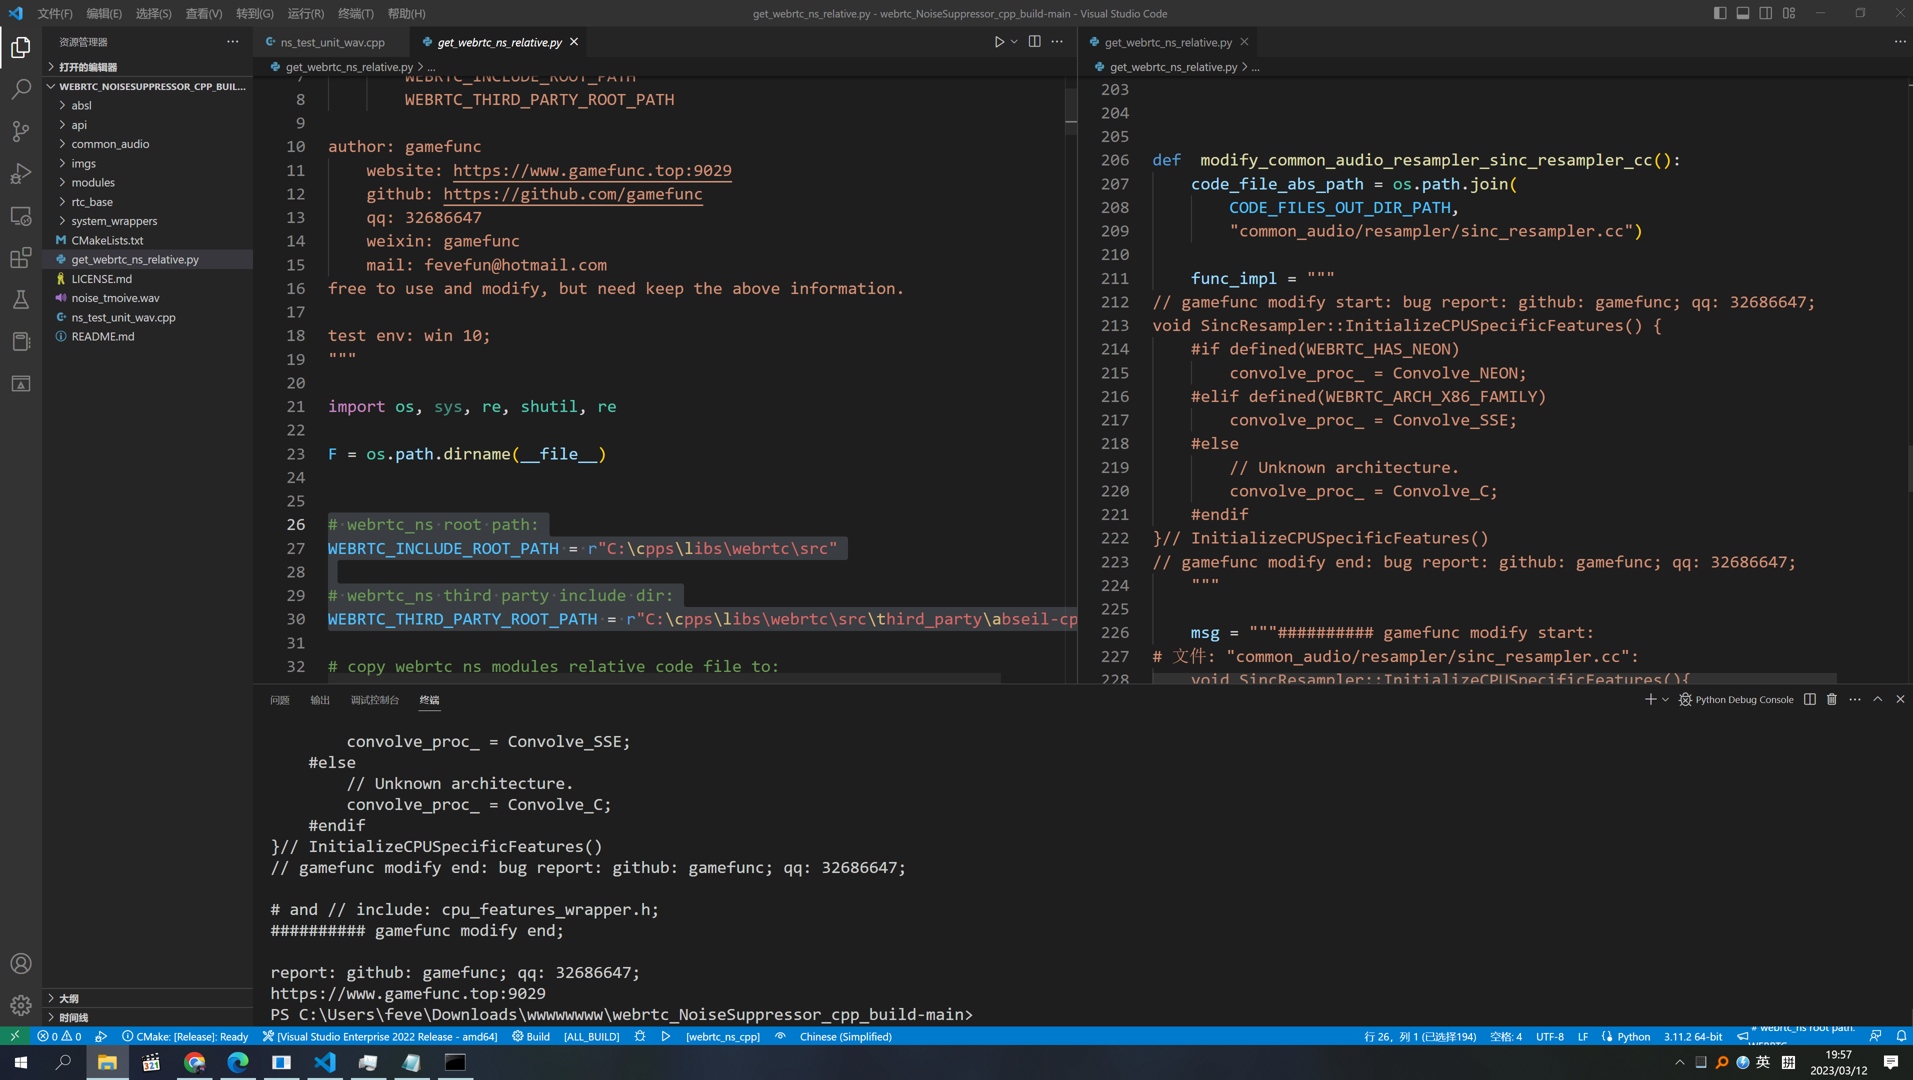 文件(F) 编辑(E) 选择(S) 查看(V) 转到(G) 运行(R) 终端(T) 帮助(H)
get_webrtc_ns_relative.py - webrtc_NoiseSuppressor_cpp_build-main - Visual Studio Code
资源管理器
打开的编辑器
WEBRTC_NOISESUPPRESSOR_CPP_BUIL...
absl
api
common_audio
imgs
modules
rtc_base
system_wrappers
CMakeLists.txt
get_webrtc_ns_relative.py
LICENSE.md
noise_tmoive.wav
ns_test_unit_wav.cpp
README.md
大纲
时间线
ns_test_unit_wav.cpp
get_webrtc_ns_relative.py
get_webrtc_ns_relative.py > ...
7 WEBRTC_INCLUDE_ROOT_PATH
8 WEBRTC_THIRD_PARTY_ROOT_PATH
9
10 author: gamefunc
11 website: https://www.gamefunc.top:9029
12 github: https://github.com/gamefunc
13 qq: 32686647
14 weixin: gamefunc
15 mail: fevefun@hotmail.com
16 free to use and modify, but need keep the above information.
17
18 test env: win 10;
19 """
20
21 import os, sys, re, shutil, re
22
23 F = os.path.dirname(__file__)
24
25
26 # webrtc_ns root path:
27 WEBRTC_INCLUDE_ROOT_PATH = r"C:\cpps\libs\webrtc\src"
28
29 # webrtc_ns third party include dir:
30 WEBRTC_THIRD_PARTY_ROOT_PATH = r"C:\cpps\libs\webrtc\src\third_party\abseil-cp
31
32 # copy webrtc ns modules relative code file to:
get_webrtc_ns_relative.py
get_webrtc_ns_relative.py > ...
203
204
205
206 def modify_common_audio_resampler_sinc_resampler_cc():
207 code_file_abs_path = os.path.join(
208 CODE_FILES_OUT_DIR_PATH,
209 "common_audio/resampler/sinc_resampler.cc")
210
211 func_impl = """
212 // gamefunc modify start: bug report: github: gamefunc; qq: 32686647;
213 void SincResampler::InitializeCPUSpecificFeatures() {
214 #if defined(WEBRTC_HAS_NEON)
215 convolve_proc_ = Convolve_NEON;
216 #elif defined(WEBRTC_ARCH_X86_FAMILY)
217 convolve_proc_ = Convolve_SSE;
218 #else
219 // Unknown architecture.
220 convolve_proc_ = Convolve_C;
221 #endif
222 }// InitializeCPUSpecificFeatures()
223 // gamefunc modify end: bug report: github: gamefunc; qq: 32686647;
224 """
225
226 msg = """########## gamefunc modify start:
227 # 文件: "common_audio/resampler/sinc_resampler.cc":
228 void SincResampler::InitializeCPUSpecificFeatures(){
问题 输出 调试控制台 终端
Python Debug Console
convolve_proc_ = Convolve_SSE;
#else
// Unknown architecture.
convolve_proc_ = Convolve_C;
#endif
}// InitializeCPUSpecificFeatures()
// gamefunc modify end: bug report: github: gamefunc; qq: 32686647;
# and // include: cpu_features_wrapper.h;
########## gamefunc modify end;
report: github: gamefunc; qq: 32686647;
https://www.gamefunc.top:9029
PS C:\Users\feve\Downloads\wwwwwwww\webrtc_NoiseSuppressor_cpp_build-main>
0 0 CMake: [Release]: Ready [Visual Studio Enterprise 2022 Release - amd64] Build [ALL_BUILD] [webrtc_ns_cpp] Chinese (Simplified)
行 26，列 1 (已选择194) 空格: 4 UTF-8 LF Python 3.11.2 64-bit # webrtc_ns root path:
英 拼
19:57
2023/03/12